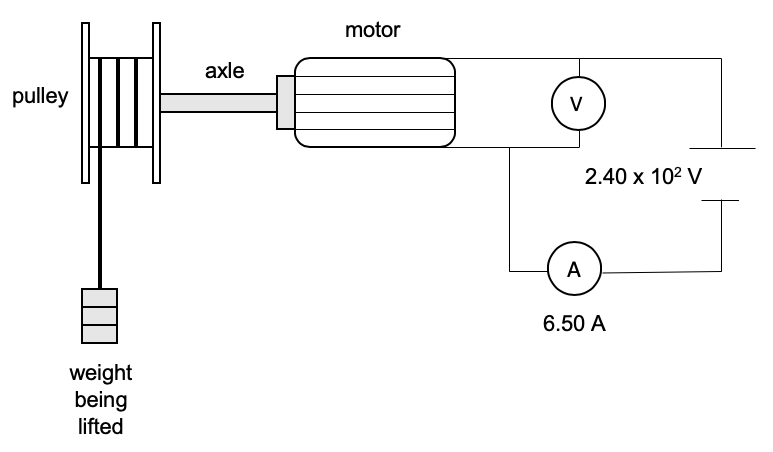 motor
axle
pulley
V
2.40 x 10² V
A
6.50 A
weight
being
lifted